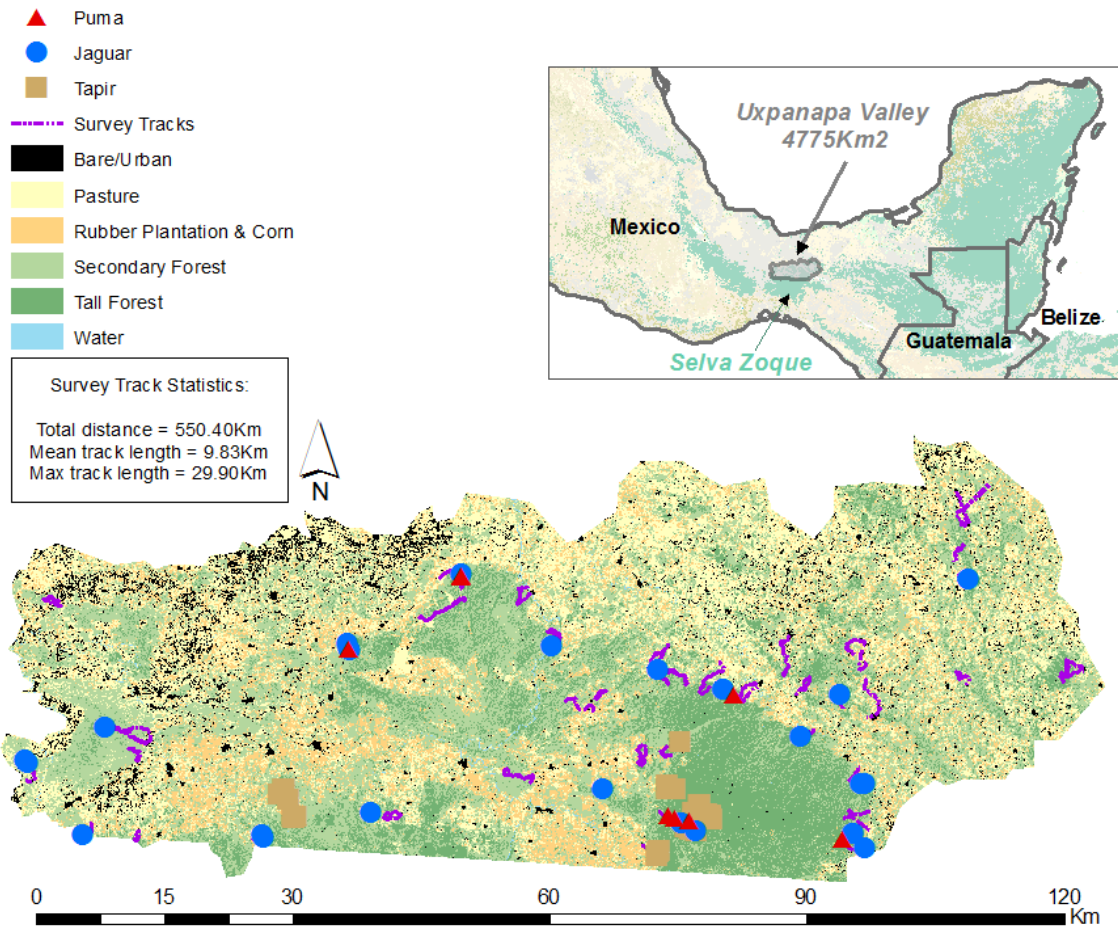 Puma
Jaguar
Tapir
Survey Tracks
Bare/Urban
Pasture
Rubber Plantation & Corn
Secondary Forest
Tall Forest
Water
Survey Track Statistics:
Total distance = 550.40Km
Mean track length = 9.83Km
Max track length = 29.90Km
N
Uxpanapa Valley
4775Km2
Mexico
Belize
Guatemala
Selva Zoque
0 15 30 60 90 120
Km